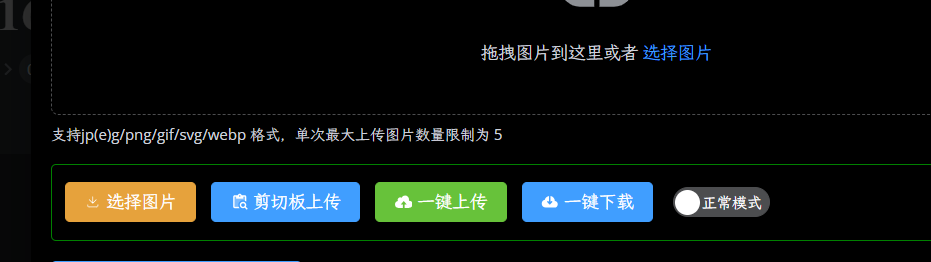 拖拽图片到这里或者 选择图片
支持jp(e)g/png/gif/svg/webp 格式，单次最大上传图片数量限制为 5
选择图片 剪切板上传 一键上传 一键下载 正常模式